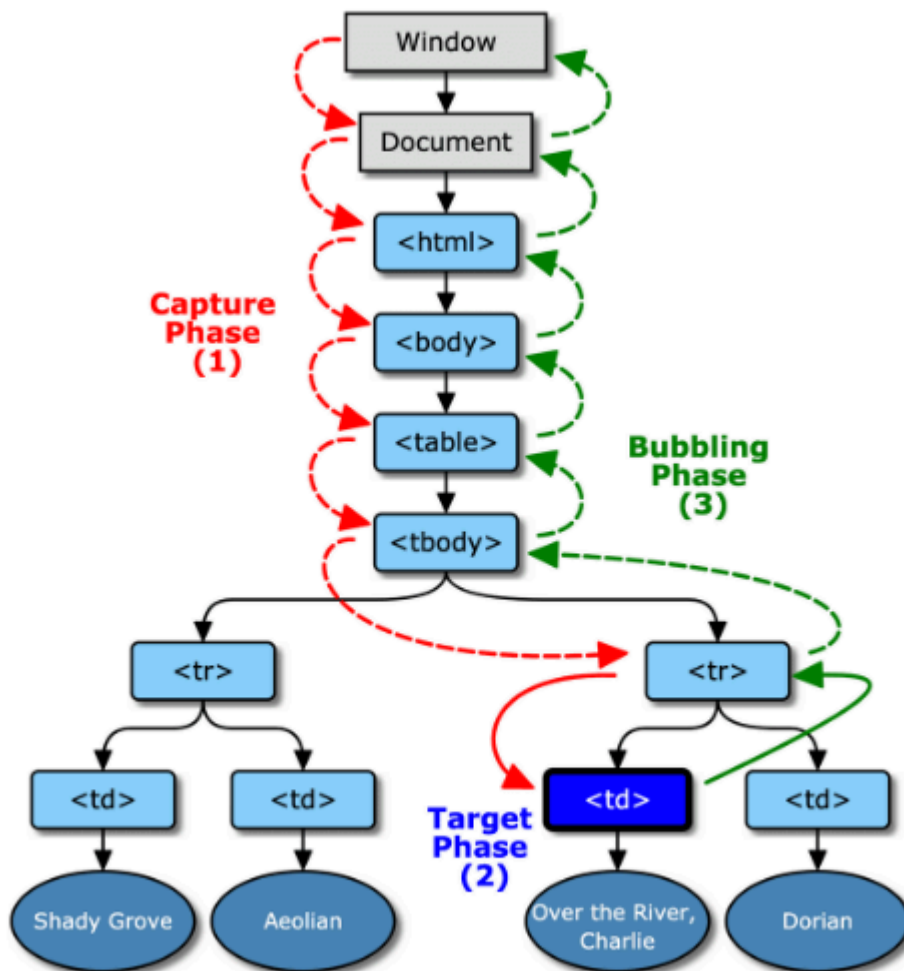 Window
Document
<html>
Capture
Phase
(1)
<body>
<table>
Bubbling
Phase
(3)
<tbody>
<tr>
<tr>
<td>
<td>
<td>
<td>
Target
Phase
(2)
Shady Grove
Aeolian
Over the River,
Charlie
Dorian